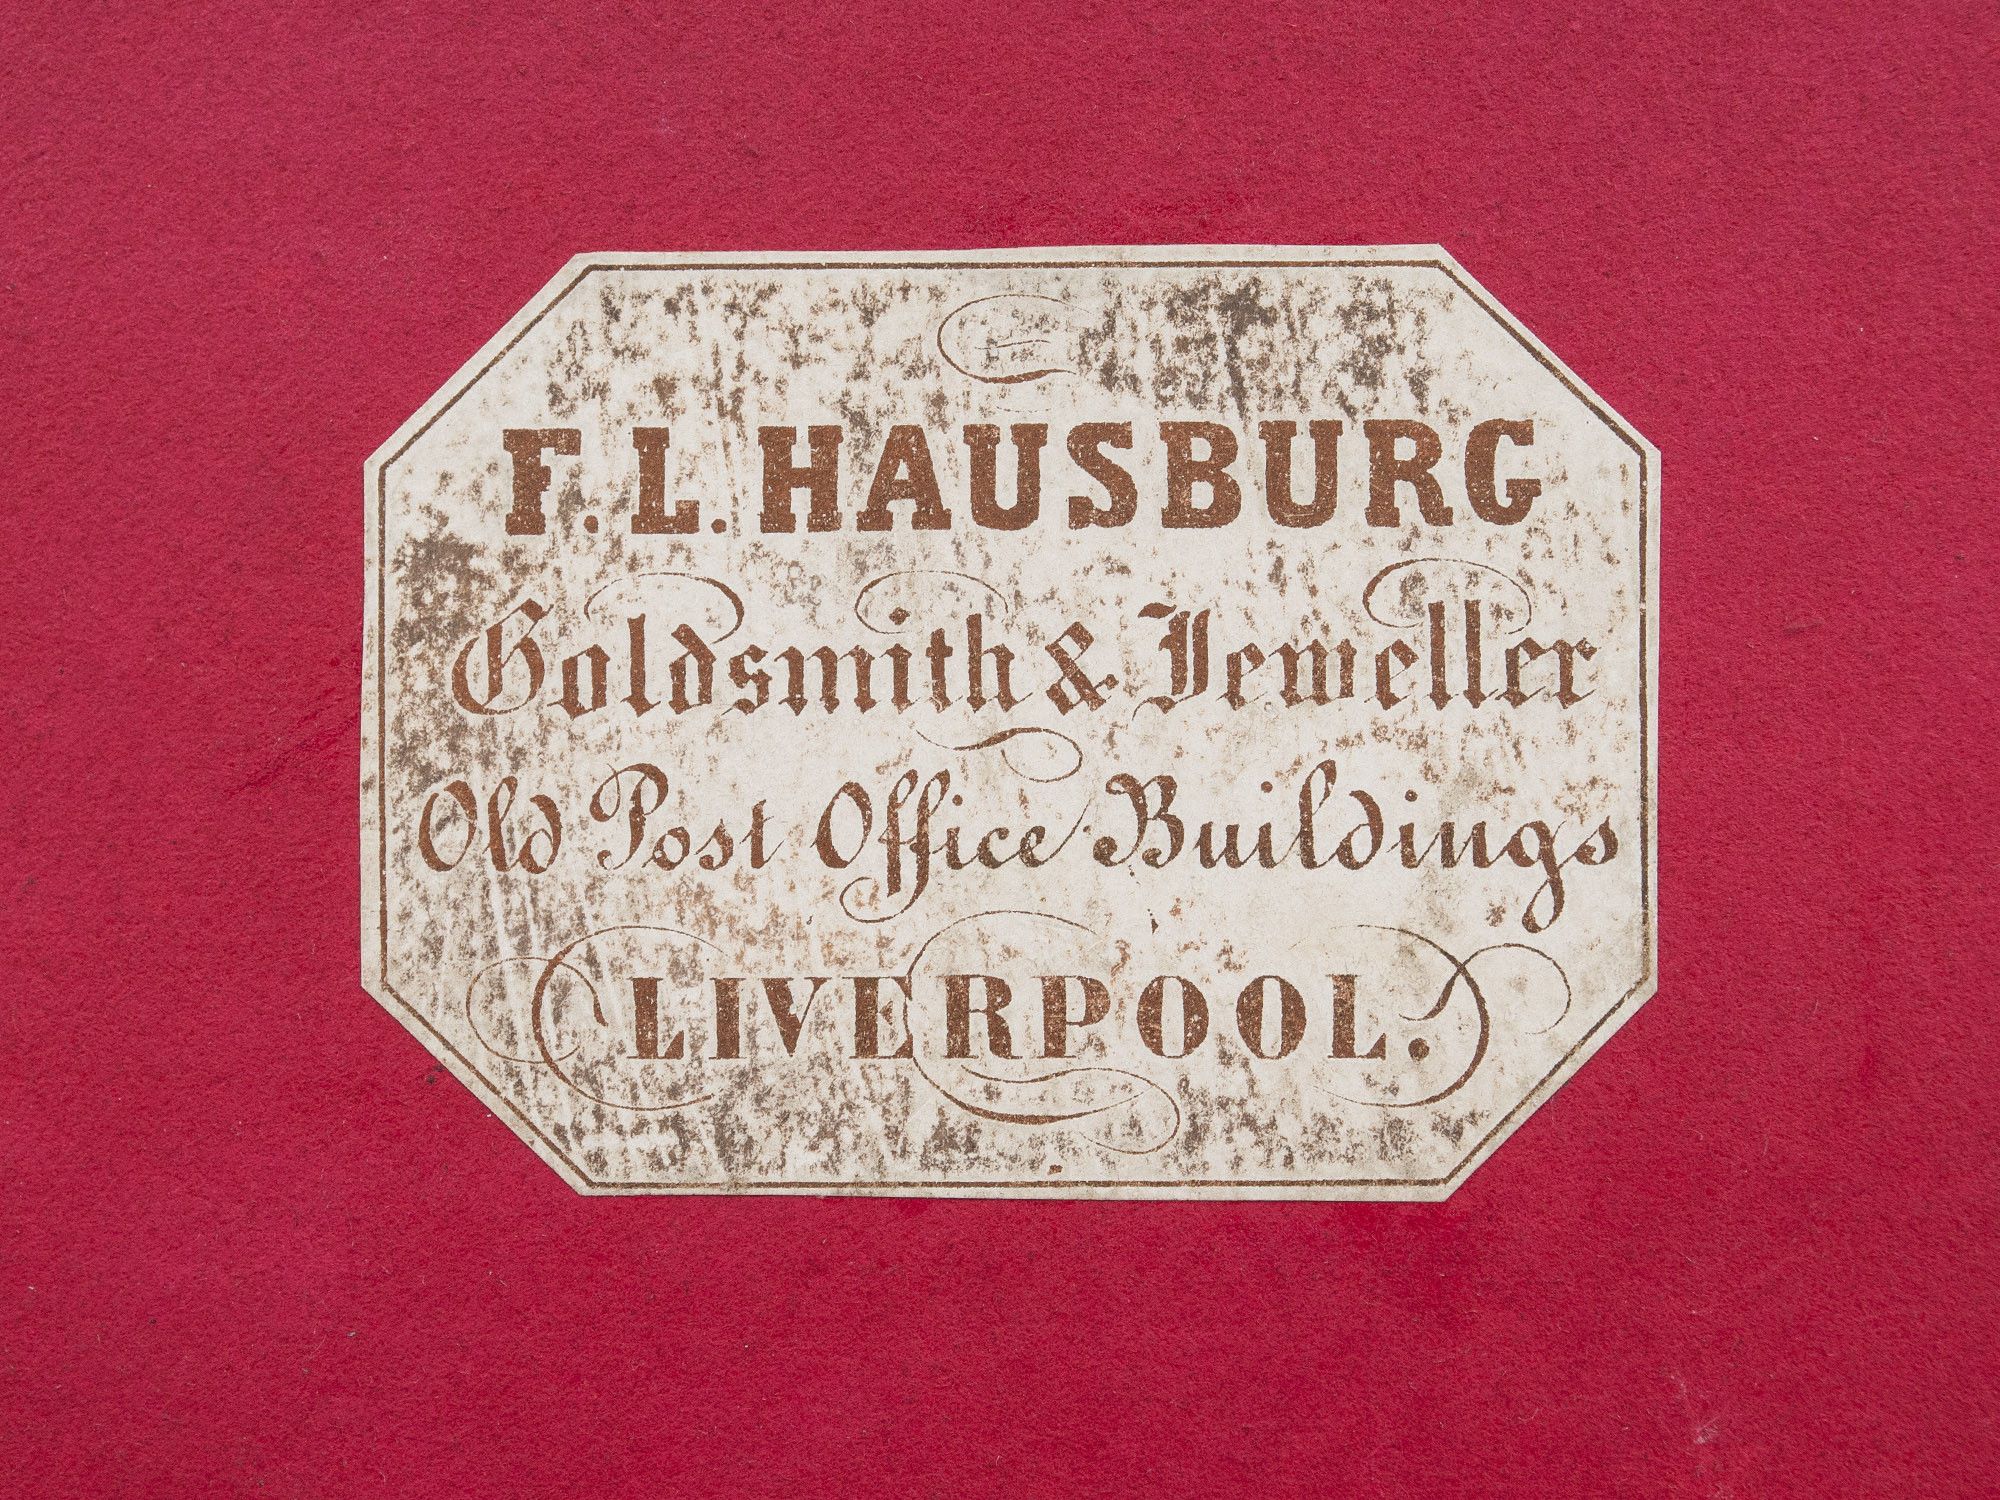 F. L. HAUSBURG
Goldsmith & Jeweller
Old Post Office Buildings
LIVERPOOL.